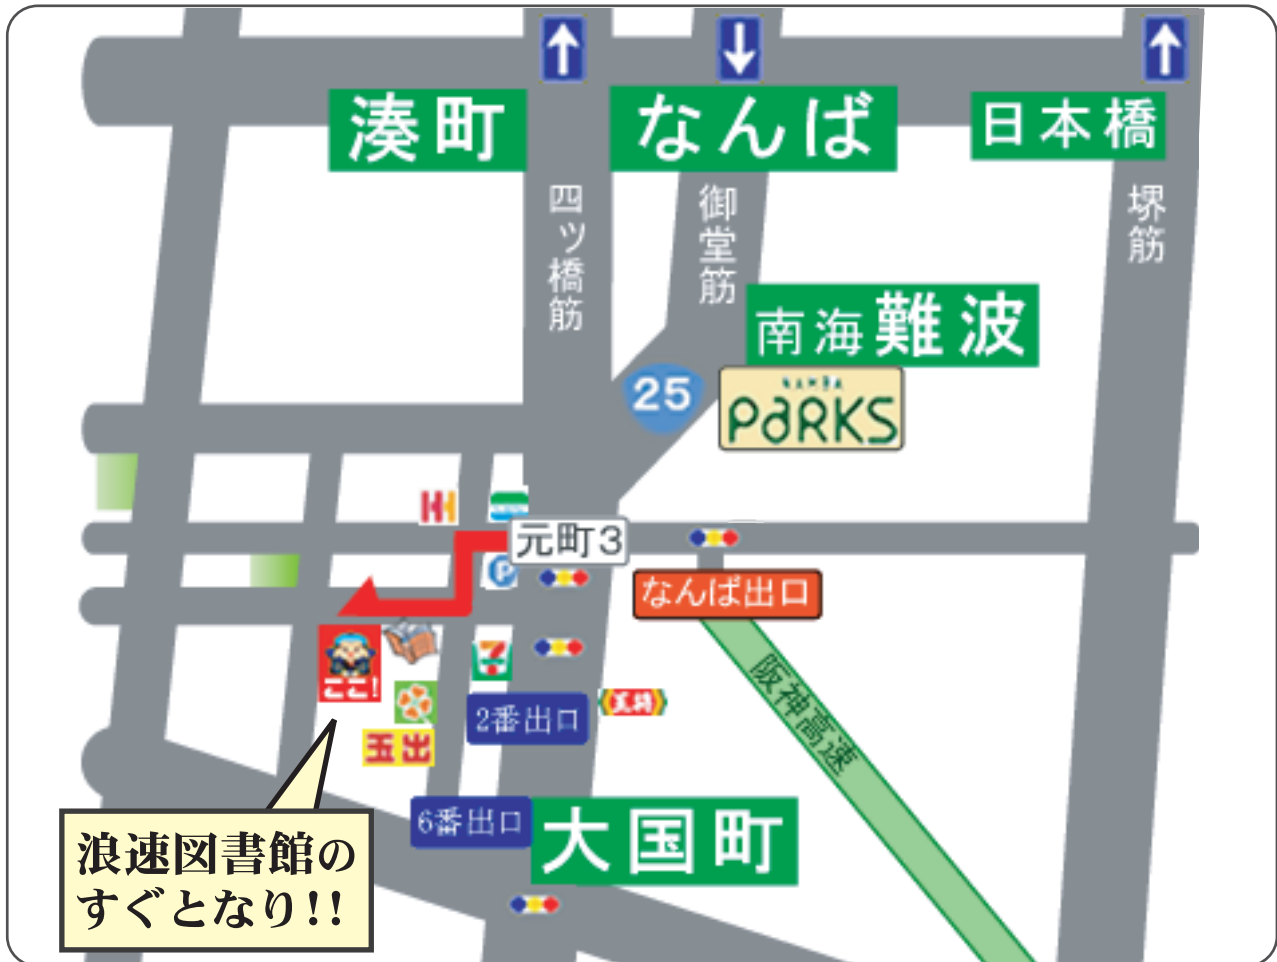 湊町
なんば
日本橋
四ツ橋筋
御堂筋
堺筋
南海難波
25
NAMBA
PARKS
元町3
P
なんば出口
阪神高速
ここ!
7
王将
2番出口
玉出
6番出口
大国町
浪速図書館の
すぐとなり!!